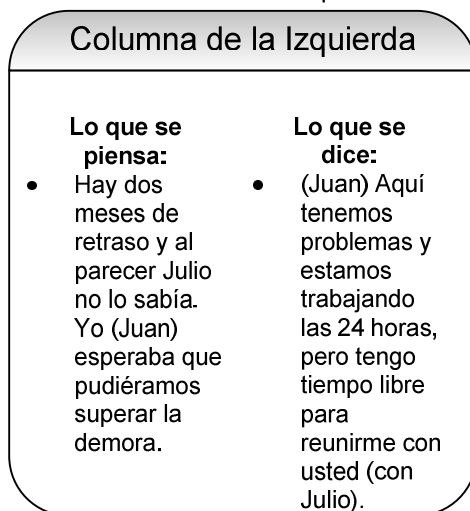 Columna de la Izquierda
Lo que se
piensa:
• Hay dos
meses de
retraso y al
parecer Julio
no lo sabía.
Yo (Juan)
esperaba que
pudiéramos
superar la
demora.
Lo que se
dice:
• (Juan) Aquí
tenemos
problemas y
estamos
trabajando
las 24 horas,
pero tengo
tiempo libre
para
reunirme con
usted (con
Julio).